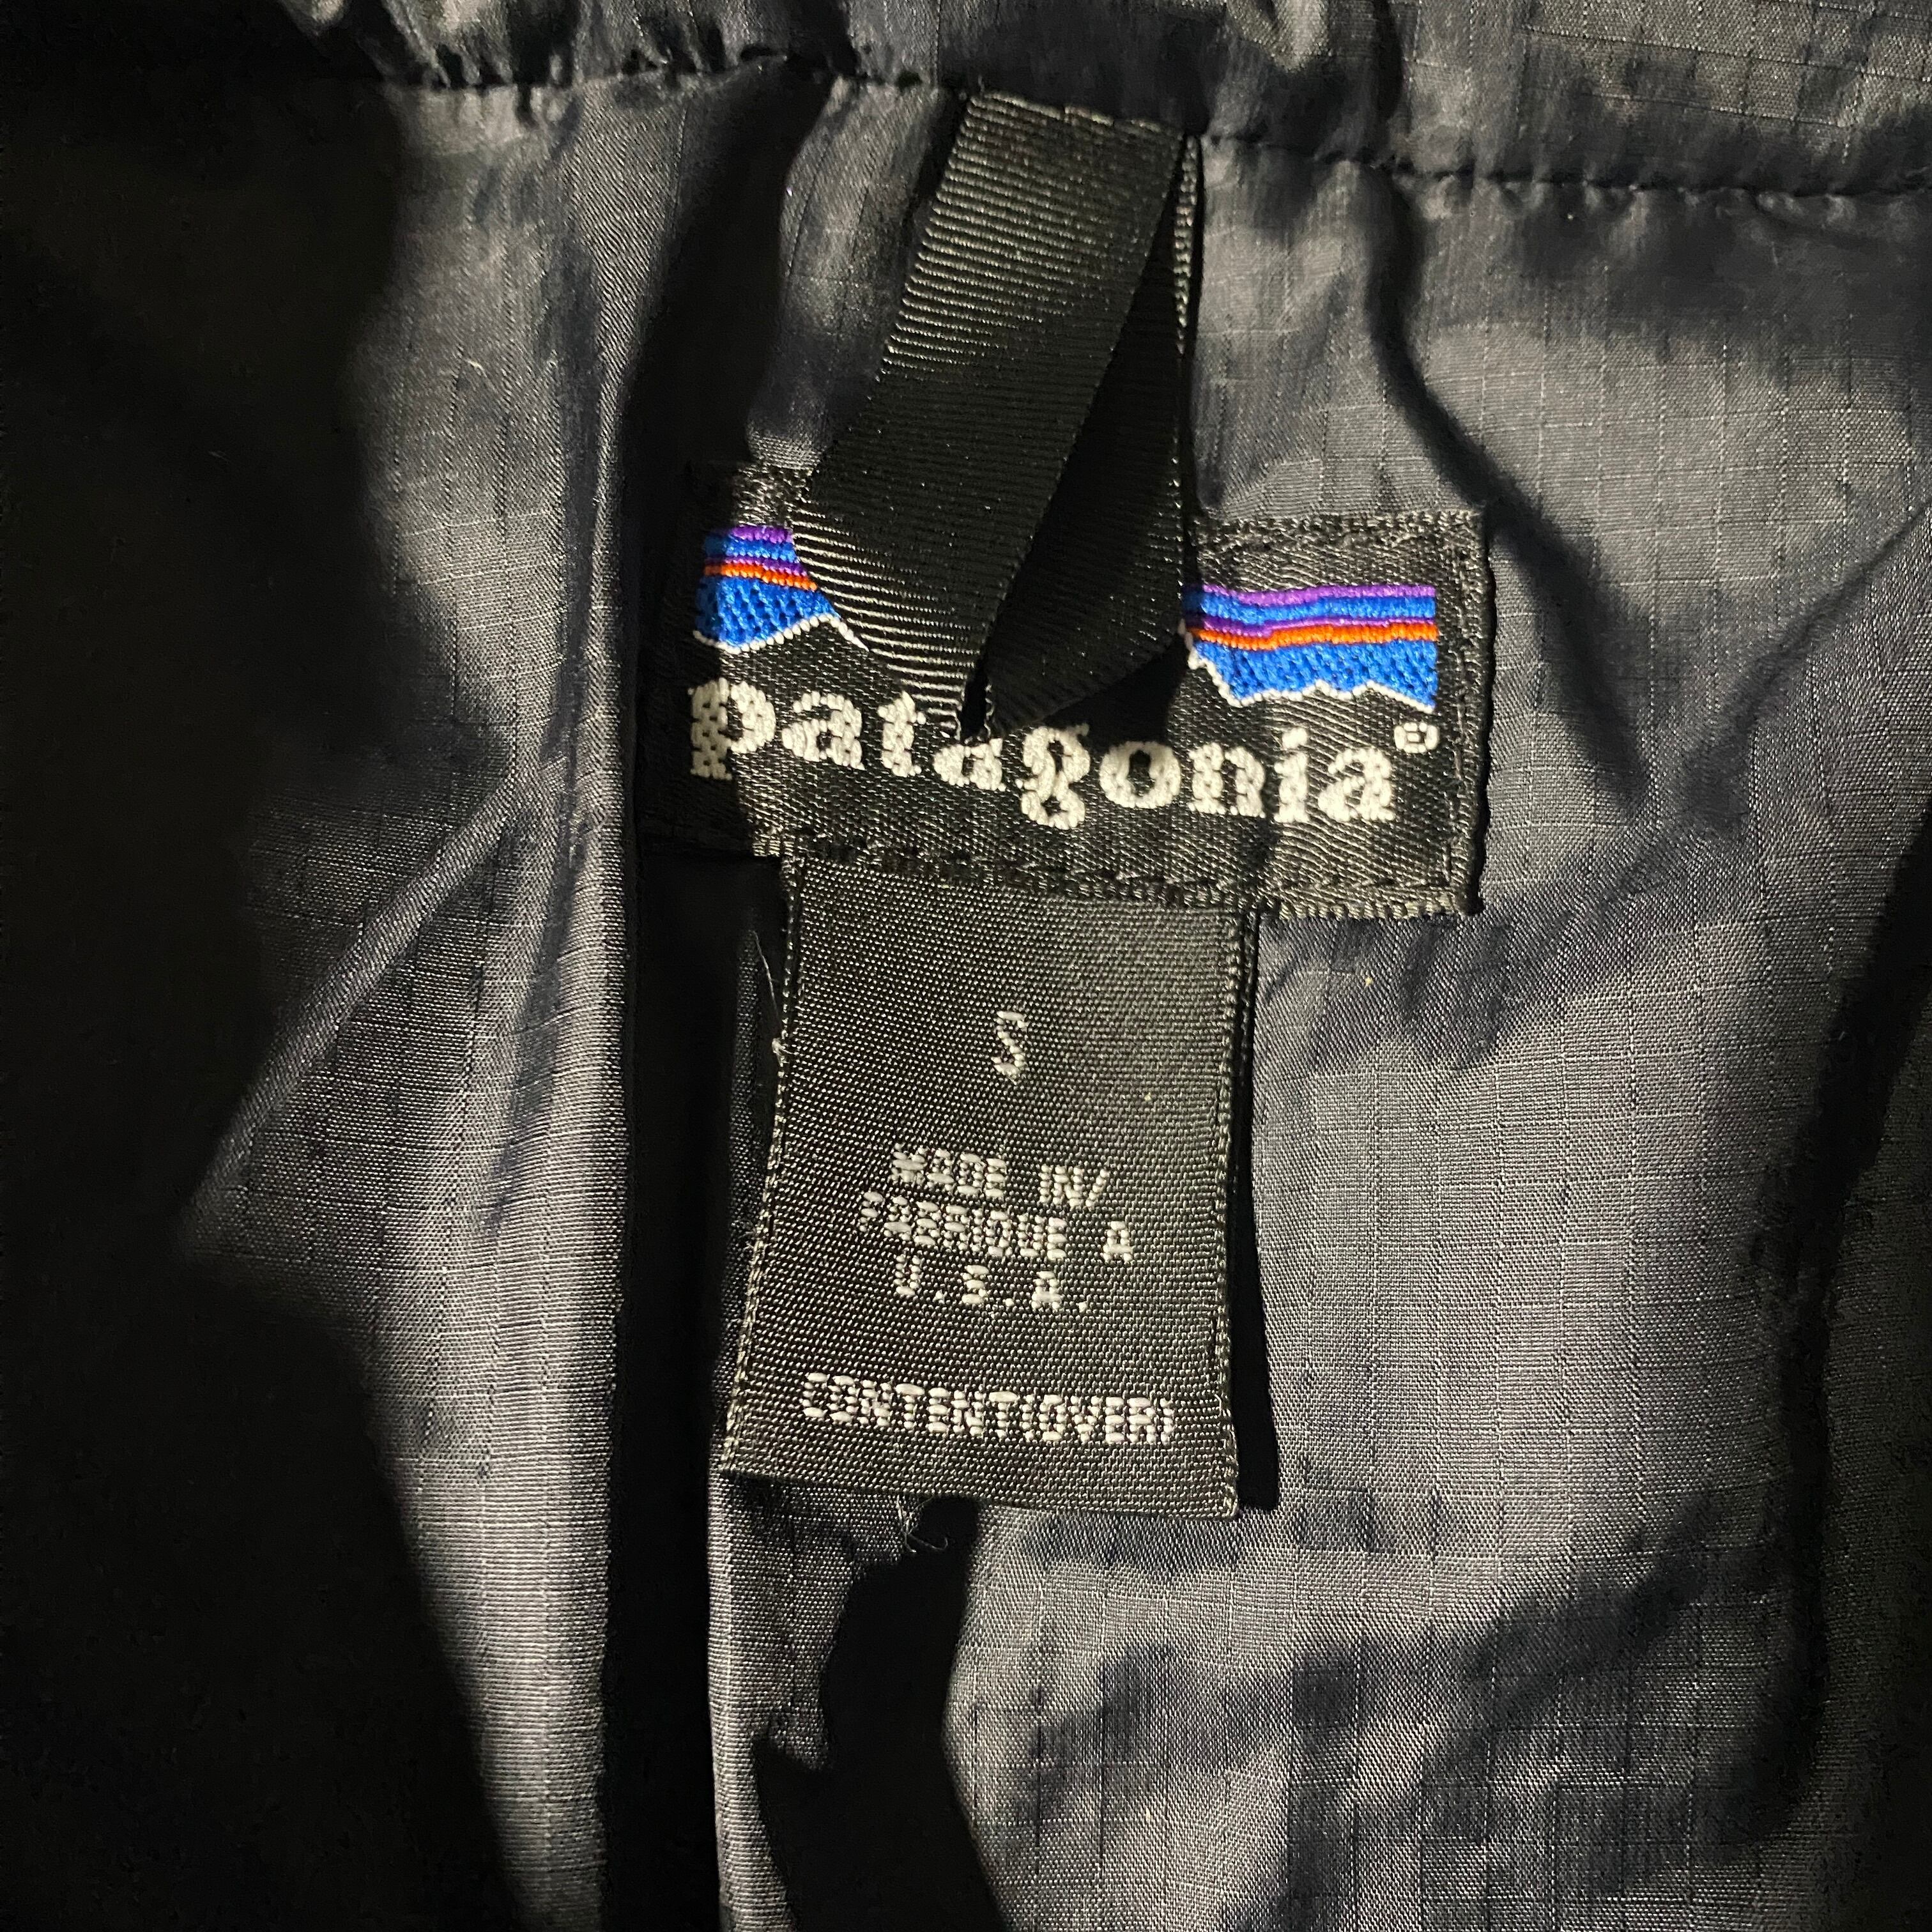 patagonia®
S
MADE IN/
FABRIQUE A
U.S.A.
CONTENT(OVER)